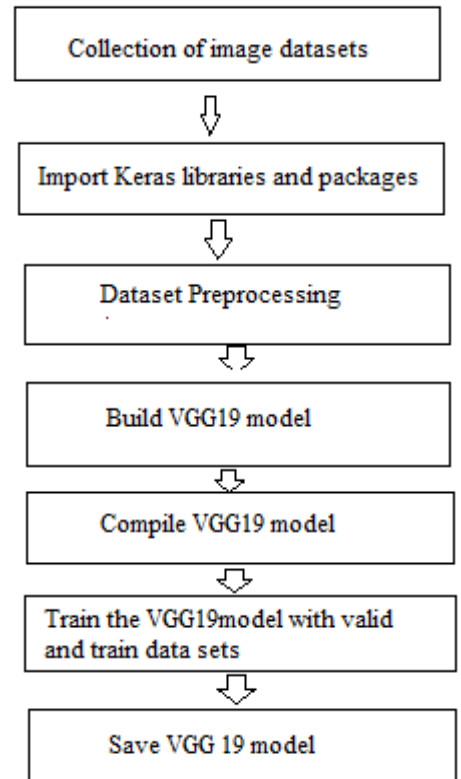 Collection of image datasets
Import Keras libraries and packages
Dataset Preprocessing
Build VGG19 model
Compile VGG19 model
Train the VGG19model with valid
and train data sets
Save VGG 19 model